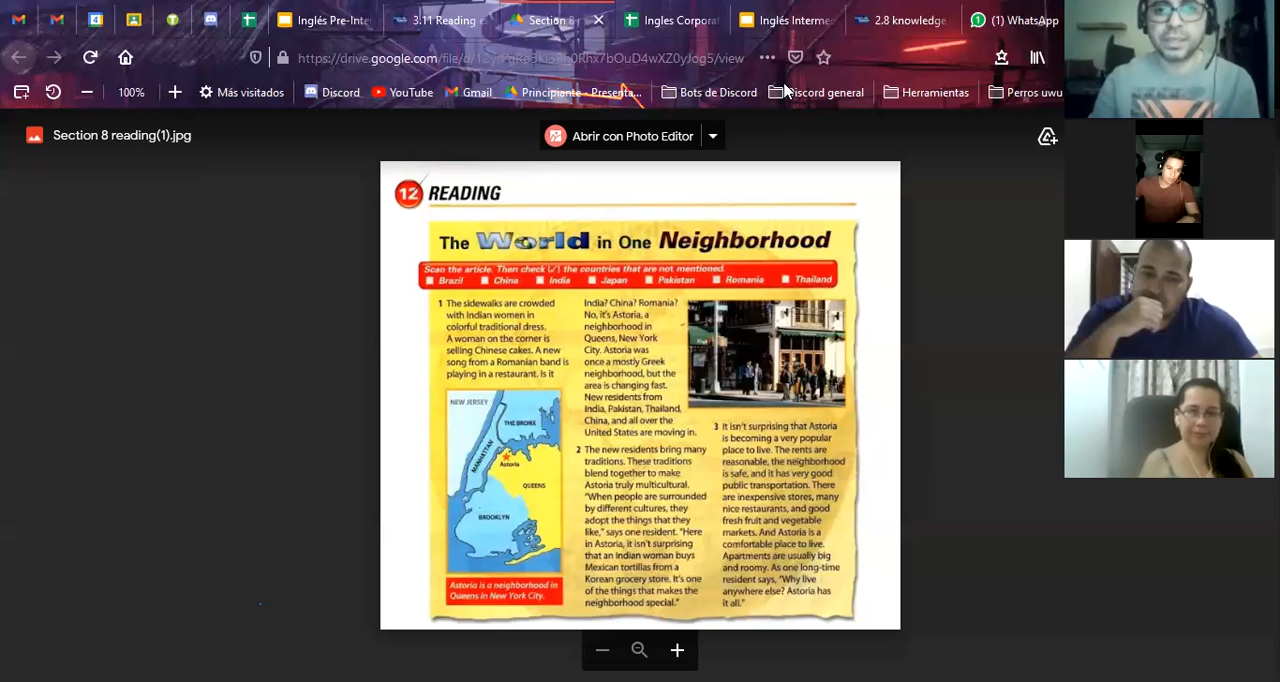 Inglés Pre-Inte
3.11 Reading e
Section 8
Ingles Corporat
Inglés Interme
2.8 knowledge
(1) WhatsApp
100%
Más visitados
Discord
YouTube
Gmail
Principiante - Presenta...
Bots de Discord
Discord general
Herramientas
Perros uwu
Section 8 reading(1).jpg
Abrir con Photo Editor
12 READING
The World in One Neighborhood
Scan the article. Then check (✓) the countries that are not mentioned.
Brazil China India Japan Pakistan Romania Thailand
1 The sidewalks are crowded
with Indian women in
colorful traditional dress.
A woman on the corner is
selling Chinese cakes. A new
song from a Romanian band is
playing in a restaurant. Is it
NEW JERSEY
THE BRONX
MANHATTAN
Astoria
QUEENS
BROOKLYN
Astoria is a neighborhood in
Queens in New York City.
India? China? Romania?
No, it's Astoria, a
neighborhood in
Queens, New York
City. Astoria was
once a mostly Greek
neighborhood, but the
area is changing fast.
New residents from
India, Pakistan, Thailand,
China, and all over the
United States are moving in.
2 The new residents bring many
traditions. These traditions
blend together to make
Astoria truly multicultural.
"When people are surrounded
by different cultures, they
adopt the things that they
like," says one resident. "Here
in Astoria, it isn't surprising
that an Indian woman buys
Mexican tortillas from a
Korean grocery store. It's one
of the things that makes the
neighborhood special."
3 It isn't surprising that Astoria
is becoming a very popular
place to live. The rents are
reasonable, the neighborhood
is safe, and it has very good
public transportation. There
are inexpensive stores, many
nice restaurants, and good
fresh fruit and vegetable
markets. And Astoria is a
comfortable place to live.
Apartments are usually big
and roomy. As one long-time
resident says, "Why live
anywhere else? Astoria has
it all."